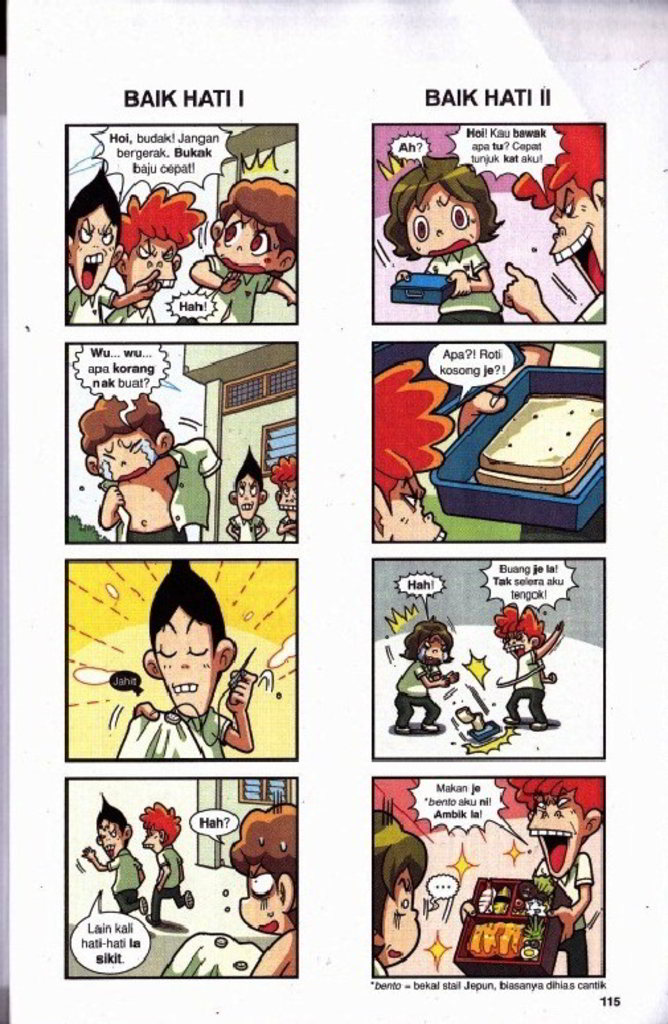 BAIK HATI I
Hoi, budak! Jangan
bergerak. Bukak
baju cepat!
Hah!
Wu... wu...
apa korang
nak buat?
Jahit
Hah?
Lain kali
hati-hati la
sikit.
BAIK HATI II
Ah?
Hoi! Kau bawak
apa tu? Cepat
tunjuk kat aku!
Apa?! Roti
kosong je?!
Hah!
Buang je la!
Tak selera aku
tengok!
Makan je
*bento aku ni!
Ambik la!
...
*bento = bekal stail Jepun, biasanya dihias cantik
115